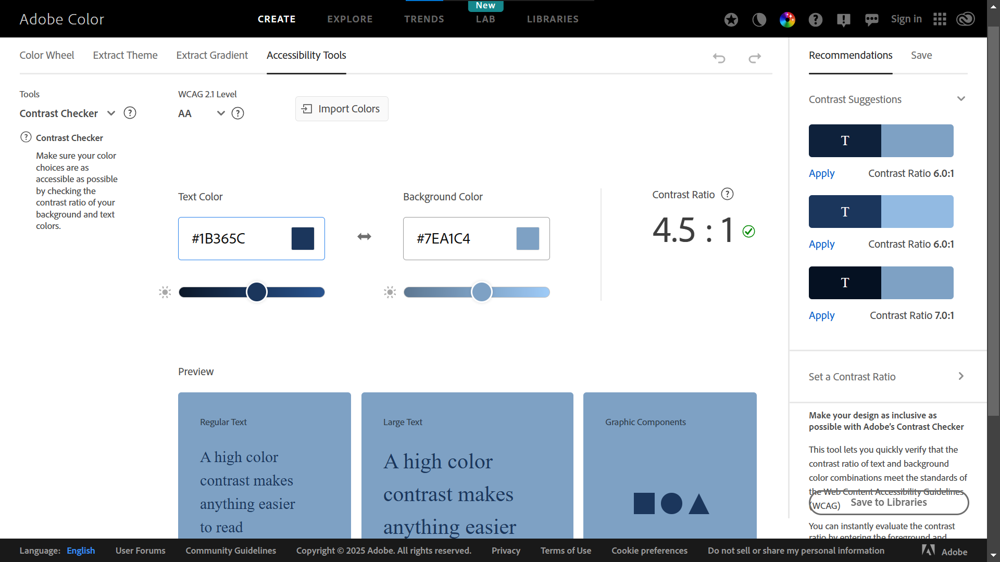 Adobe Color
CREATE
EXPLORE
TRENDS
New
LAB
LIBRARIES
Sign in
Color Wheel
Extract Theme
Extract Gradient
Accessibility Tools
Recommendations
Save
Tools
Contrast Checker
WCAG 2.1 Level
AA
Import Colors
Contrast Checker
Make sure your color
choices are as
accessible as possible
by checking the
contrast ratio of your
background and text
colors.
Text Color
#1B365C
Background Color
#7EA1C4
Contrast Ratio
4.5 : 1
Contrast Suggestions
T
Apply
Contrast Ratio 6.0:1
T
Apply
Contrast Ratio 6.0:1
T
Apply
Contrast Ratio 7.0:1
Set a Contrast Ratio
Preview
Regular Text
A high color
contrast makes
anything easier
to read
Large Text
A high color
contrast makes
anything easier
Graphic Components
Make your design as inclusive as
possible with Adobe's Contrast Checker
This tool lets you quickly verify that the
contrast ratio of text and background
color combinations meet the standards of
the Web Content Accessibility Guidelines
(WCAG)
Save to Libraries
You can instantly evaluate the contrast
ratio by entering the foreground and
Language: English
User Forums
Community Guidelines
Copyright © 2025 Adobe. All rights reserved.
Privacy
Terms of Use
Cookie preferences
Do not sell or share my personal information
Adobe